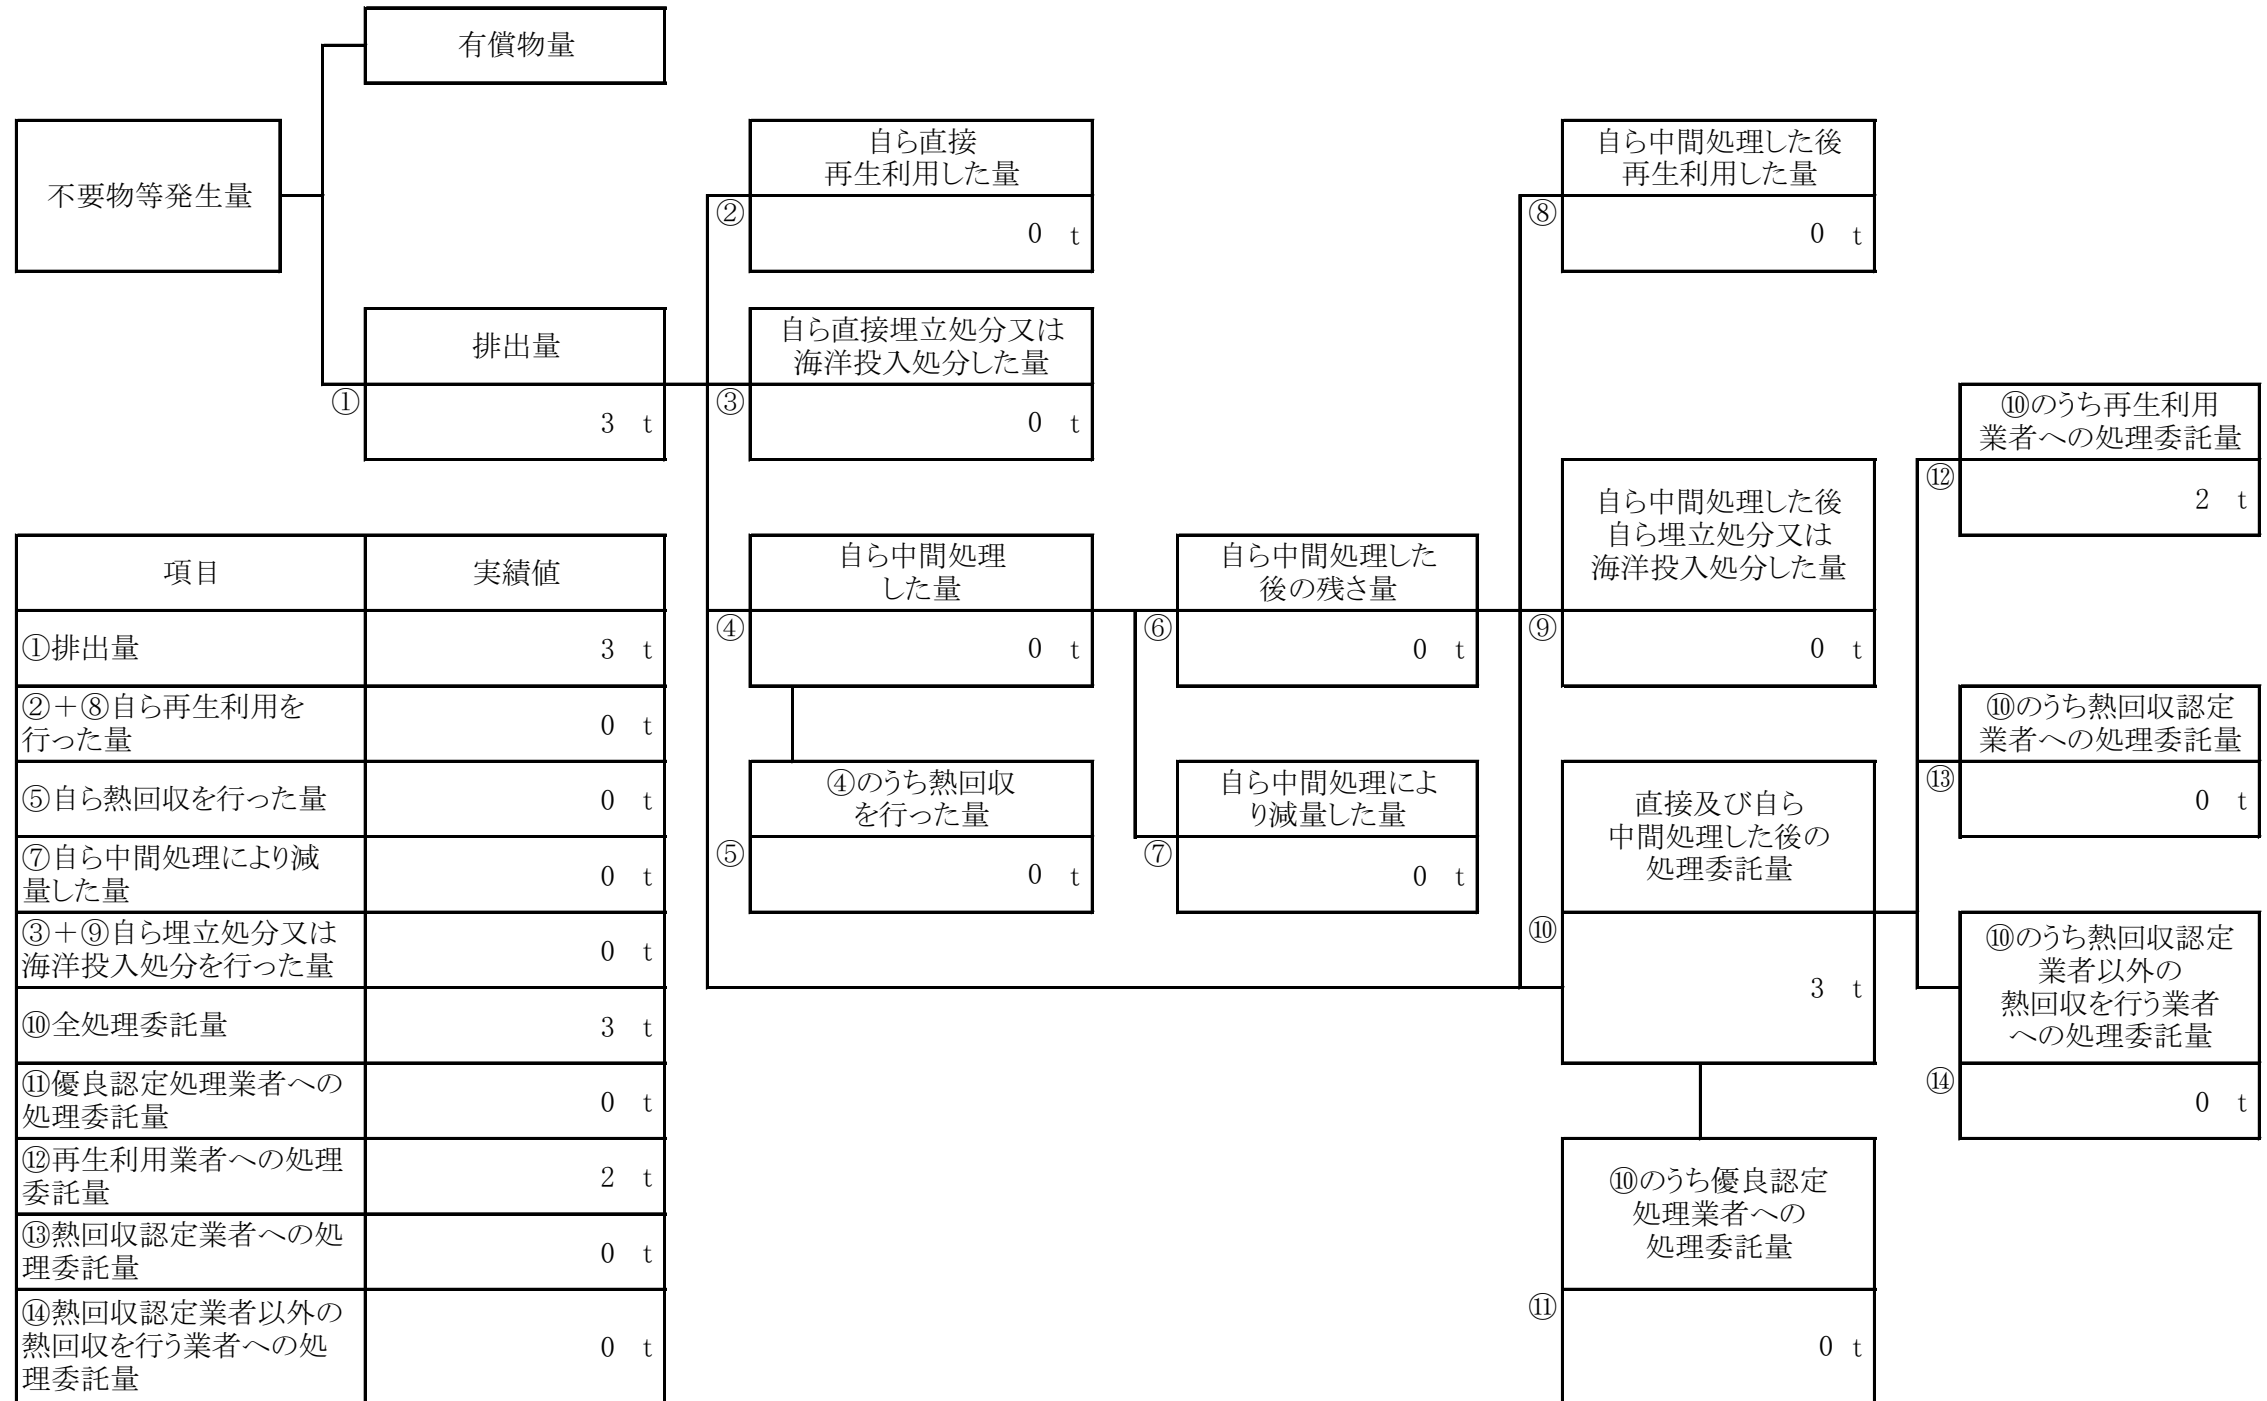 有償物量
不要物等発生量
自ら直接
再生利用した量
②
0 t
自ら中間処理した後
再生利用した量
⑧
0 t
排出量
①
3 t
自ら直接埋立処分又は
海洋投入処分した量
③
0 t
⑩のうち再生利用
業者への処理委託量
⑫
2 t
自ら中間処理した後
自ら埋立処分又は
海洋投入処分した量
⑨
0 t
自ら中間処理
した量
④
0 t
自ら中間処理した
後の残さ量
⑥
0 t
⑩のうち熱回収認定
業者への処理委託量
⑬
0 t
④のうち熱回収
を行った量
⑤
0 t
自ら中間処理によ
り減量した量
⑦
0 t
直接及び自ら
中間処理した後の
処理委託量
⑩
3 t
⑩のうち熱回収認定
業者以外の
熱回収を行う業者
への処理委託量
⑭
0 t
⑩のうち優良認定
処理業者への
処理委託量
⑪
0 t
項目 実績値
①排出量 3 t
②+⑧自ら再生利用を
行った量 0 t
⑤自ら熱回収を行った量 0 t
⑦自ら中間処理により減
量した量 0 t
③+⑨自ら埋立処分又は
海洋投入処分を行った量 0 t
⑩全処理委託量 3 t
⑪優良認定処理業者への
処理委託量 0 t
⑫再生利用業者への処理
委託量 2 t
⑬熱回収認定業者への処
理委託量 0 t
⑭熱回収認定業者以外の
熱回収を行う業者への処
理委託量 0 t